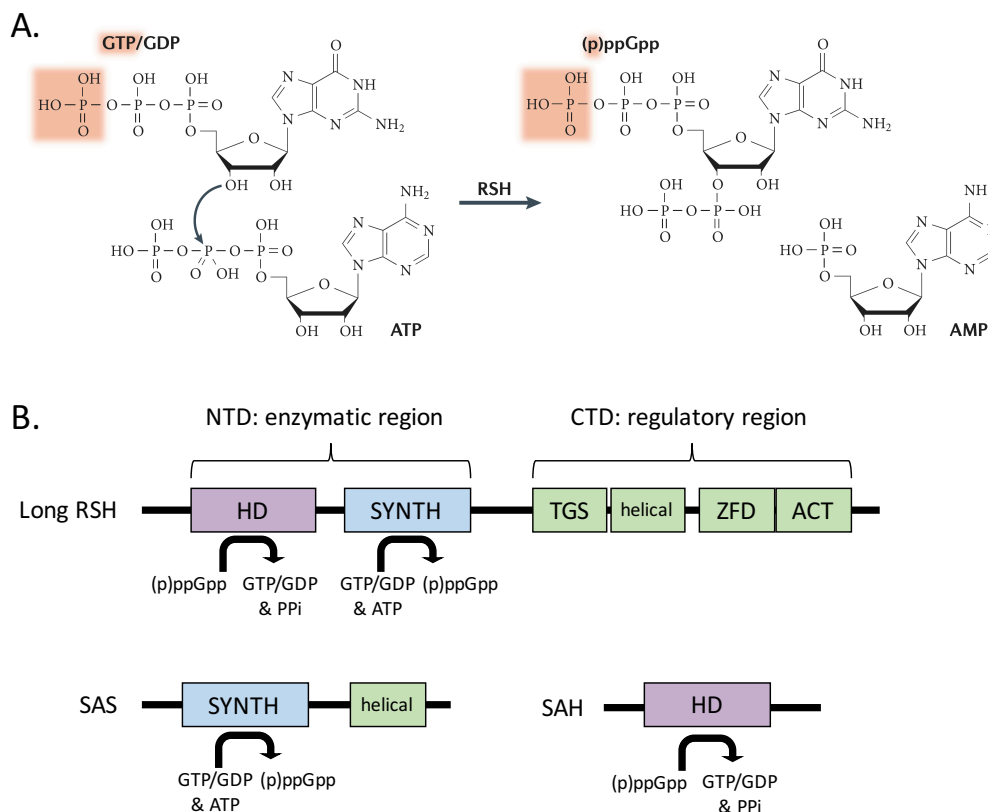 A.
GTP/GDP
(p)ppGpp
OH OH OH
HO P O P O P O
O O O
O
N
NH
N
N
NH2
O
O
OH OH
OH OH OH
HO P O P O P O
O O O
O
N
NH
N
N
NH2
O
O
O OH
RSH
OH OH
P O P OH
O O
NH2
OH OH
HO P O P O P O
O OH O
O
N
N
N
N
O
OH OH
ATP
NH
OH
HO P O
O
N
N
N
N
O
OH OH
AMP
B.
NTD: enzymatic region
CTD: regulatory region
Long RSH
HD
SYNTH
TGS
helical
ZFD
ACT
(p)ppGpp GTP/GDP
& PPi
GTP/GDP (p)ppGpp
& ATP
SAS
SYNTH
helical
GTP/GDP (p)ppGpp
& ATP
SAH
HD
(p)ppGpp GTP/GDP
& PPi